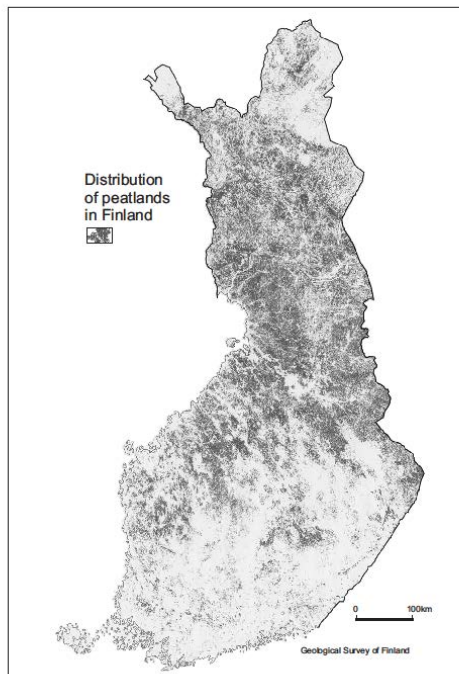 Distribution
of peatlands
in Finland
0 100km
Geological Survey of Finland